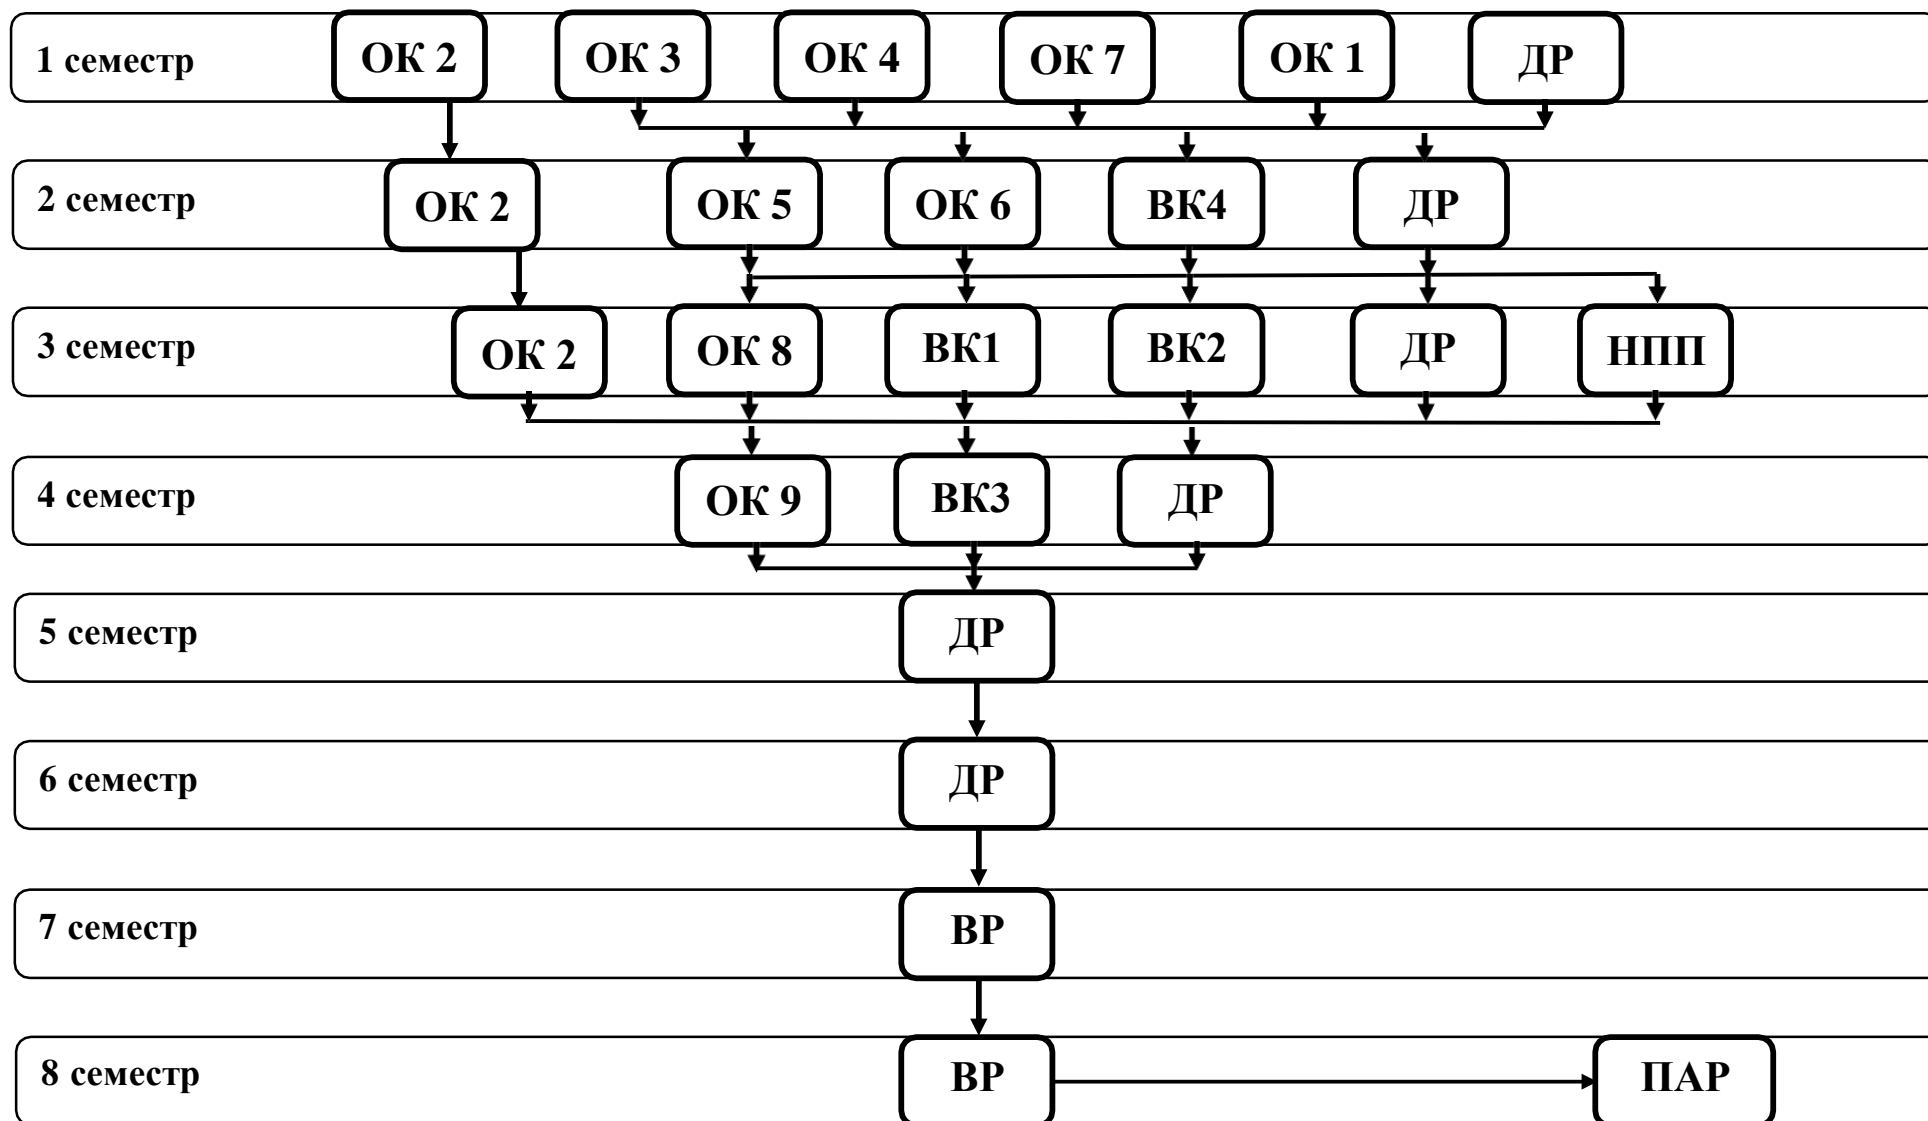 1 семестр ОК 2 ОК 3 ОК 4 ОК 7 ОК 1 ДР
2 семестр ОК 2 ОК 5 ОК 6 ВК4 ДР
3 семестр ОК 2 ОК 8 ВК1 ВК2 ДР НПП
4 семестр ОК 9 ВК3 ДР
5 семестр ДР
6 семестр ДР
7 семестр ВР
8 семестр ВР ПАР